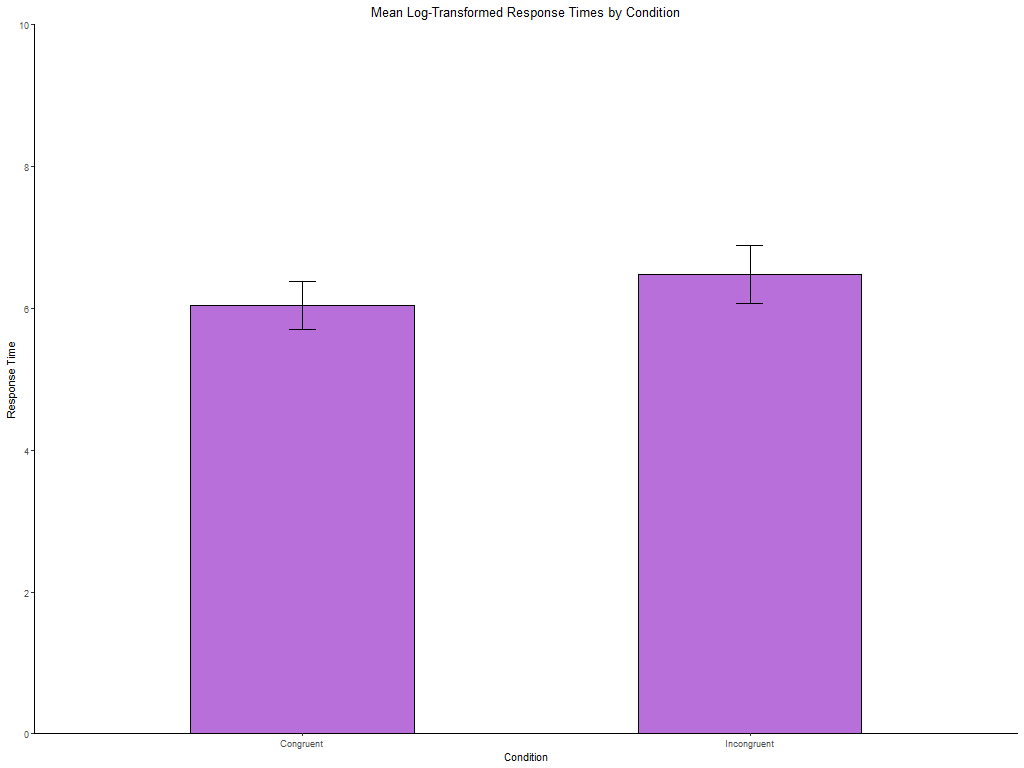 Mean Log-Transformed Response Times by Condition
10
8
6
4
2
0
Response Time
Congruent
Incongruent
Condition